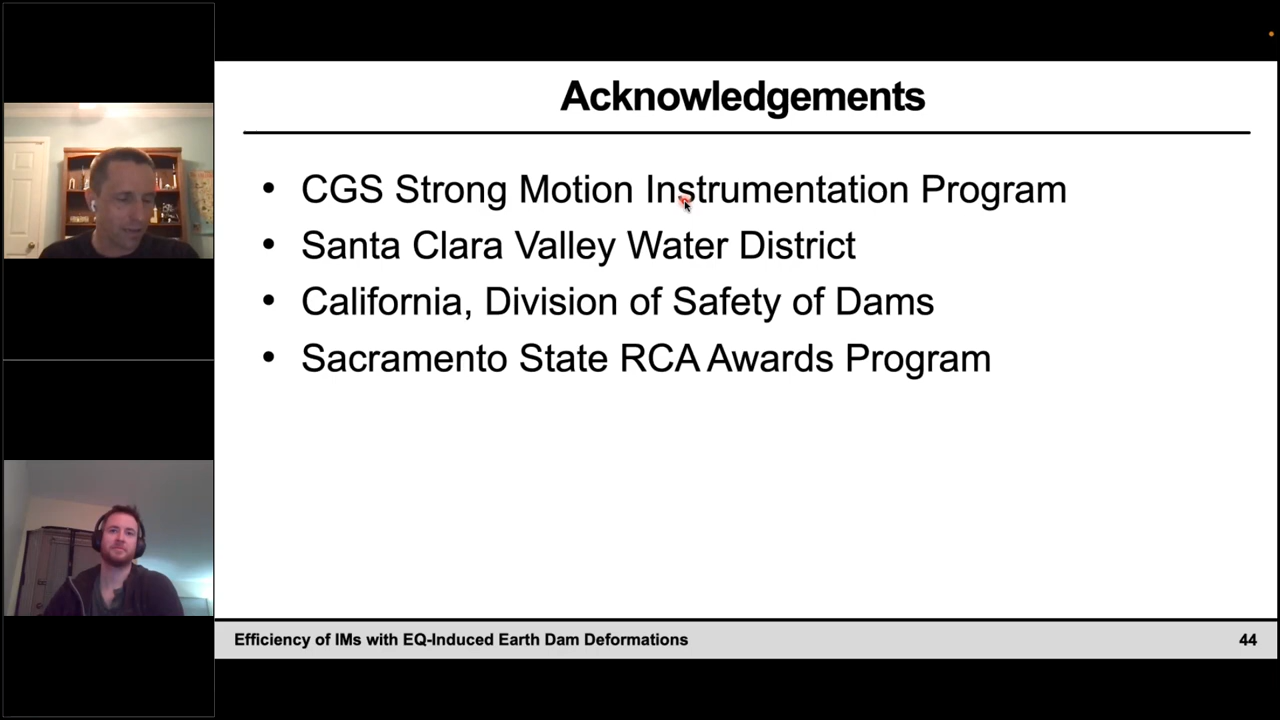 Acknowledgements
• CGS Strong Motion Instrumentation Program
• Santa Clara Valley Water District
• California, Division of Safety of Dams
• Sacramento State RCA Awards Program
Efficiency of IMs with EQ-Induced Earth Dam Deformations
44